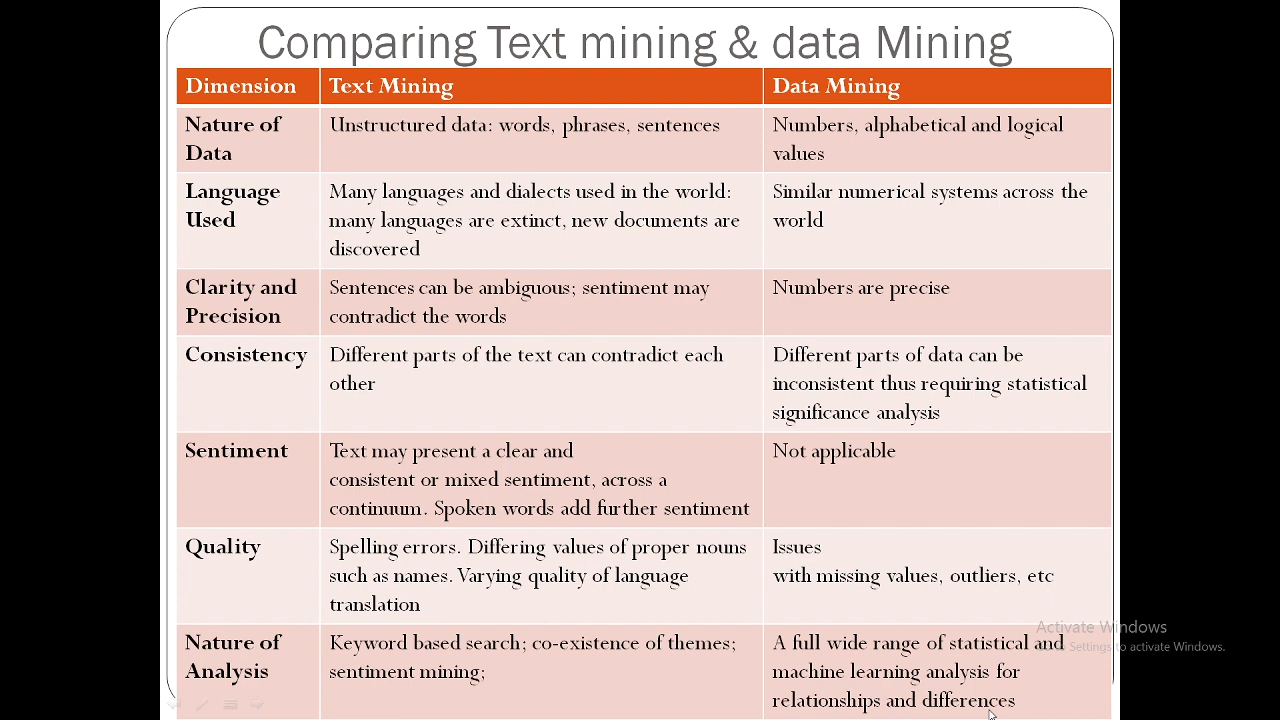 Comparing Text mining & data Mining
Dimension
Text Mining
Data Mining
Nature of
Data
Unstructured data: words, phrases, sentences
Numbers, alphabetical and logical
values
Language
Used
Many languages and dialects used in the world:
many languages are extinct, new documents are
discovered
Similar numerical systems across the
world
Clarity and
Precision
Sentences can be ambiguous; sentiment may
contradict the words
Numbers are precise
Consistency
Different parts of the text can contradict each
other
Different parts of data can be
inconsistent thus requiring statistical
significance analysis
Sentiment
Text may present a clear and
consistent or mixed sentiment, across a
continuum. Spoken words add further sentiment
Not applicable
Quality
Spelling errors. Differing values of proper nouns
such as names. Varying quality of language
translation
Issues
with missing values, outliers, etc
Nature of
Analysis
Keyword based search; co-existence of themes;
sentiment mining;
A full wide range of statistical and
machine learning analysis for
relationships and differences
Activate Windows
Settings to activate Windows.